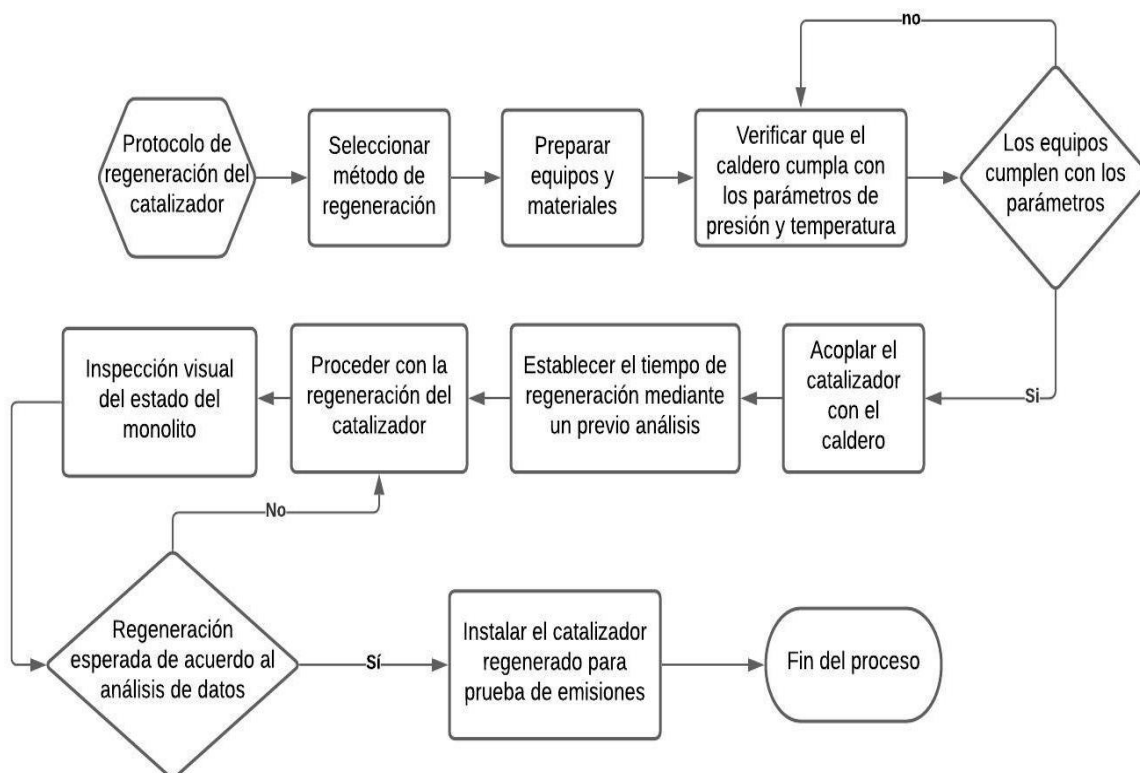 no
Protocolo de
regeneración del
catalizador
Seleccionar
método de
regeneración
Preparar
equipos y
materiales
Verificar que el
caldero cumpla con
los parámetros de
presión y temperatura
Los equipos
cumplen con los
parámetros
Si
Acoplar el
catalizador
con el
caldero
Establecer el tiempo de
regeneración mediante
un previo análisis
Proceder con la
regeneración del
catalizador
Inspección visual
del estado del
monolito
No
Regeneración
esperada de acuerdo al
análisis de datos
Sí
Instalar el catalizador
regenerado para
prueba de emisiones
Fin del proceso